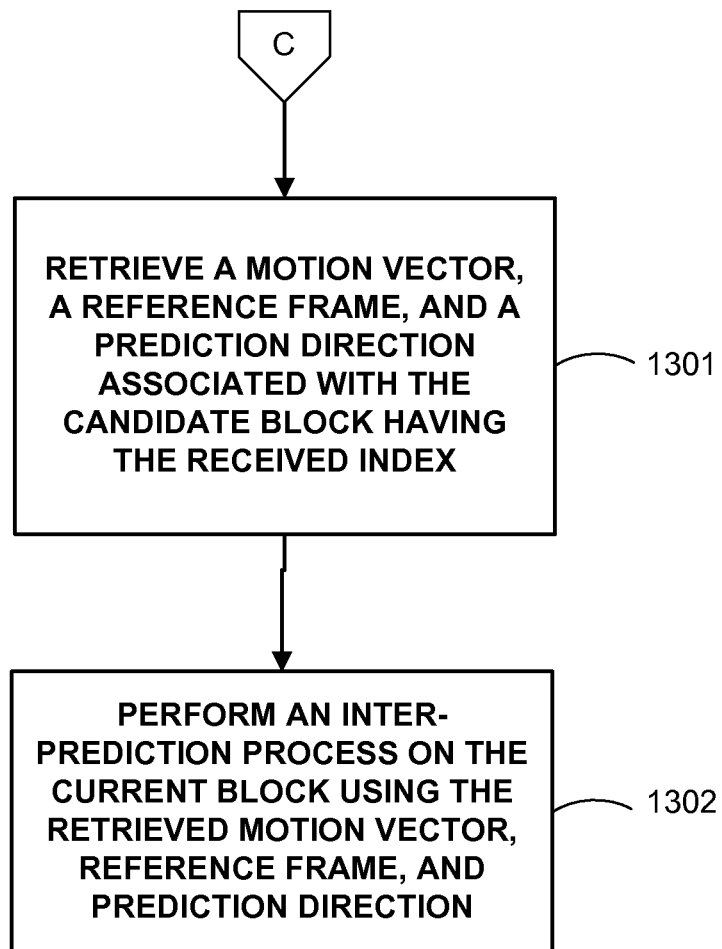 C
RETRIEVE A MOTION VECTOR,
A REFERENCE FRAME, AND A
PREDICTION DIRECTION
ASSOCIATED WITH THE
CANDIDATE BLOCK HAVING
THE RECEIVED INDEX
1301
PERFORM AN INTER-
PREDICTION PROCESS ON THE
CURRENT BLOCK USING THE
RETRIEVED MOTION VECTOR,
REFERENCE FRAME, AND
PREDICTION DIRECTION
1302